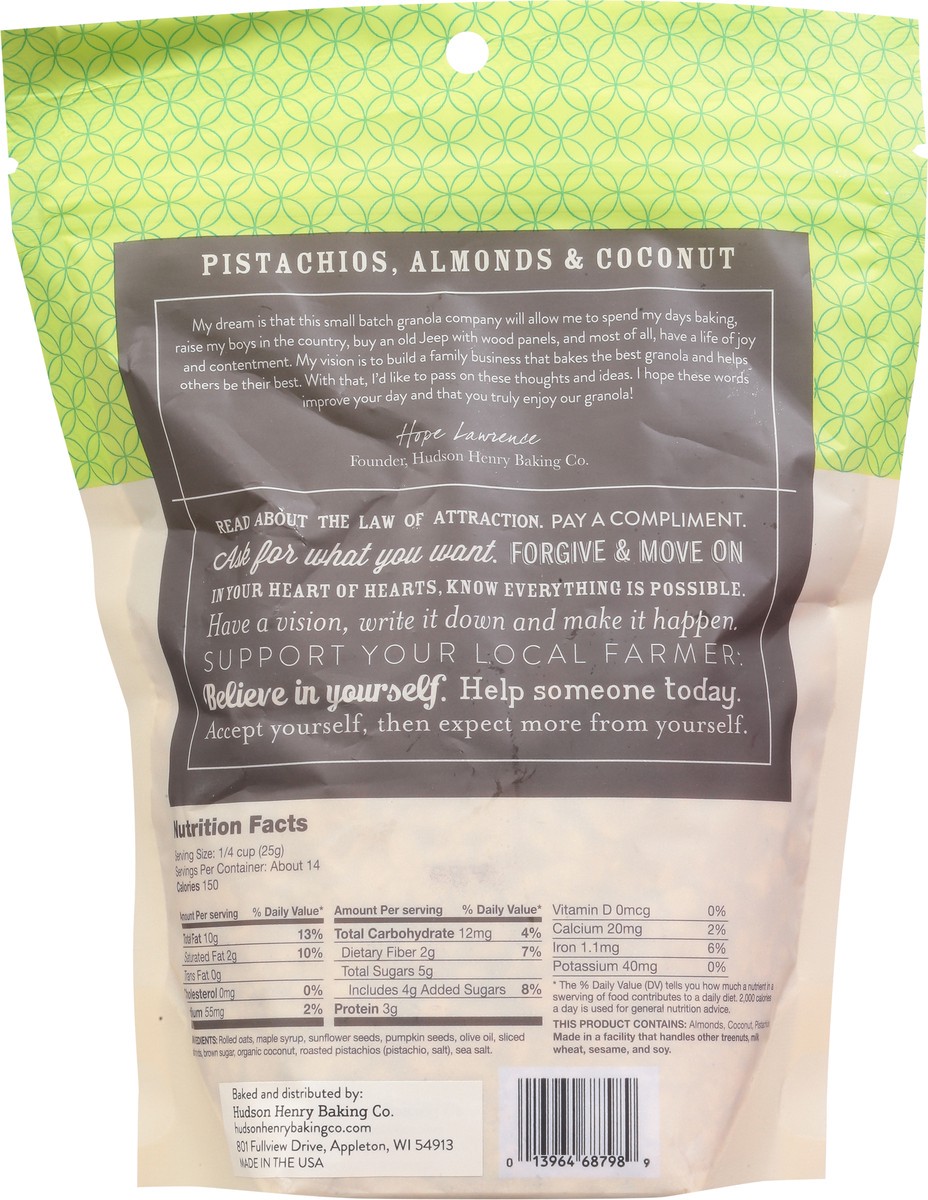 PISTACHIOS, ALMONDS & COCONUT
My dream is that this small batch granola company will allow me to spend my days baking,
raise my boys in the country, buy an old Jeep with wood panels, and most of all, have a life of joy
and contentment. My vision is to build a family business that bakes the best granola and helps
others be their best. With that, I'd like to pass on these thoughts and ideas. I hope these words
improve your day and that you truly enjoy our granola!
Hope Lawrence
Founder, Hudson Henry Baking Co.
READ ABOUT THE LAW OF ATTRACTION. PAY A COMPLIMENT.
Ask for what you want. FORGIVE & MOVE ON
IN YOUR HEART OF HEARTS, KNOW EVERYTHING IS POSSIBLE.
Have a vision, write it down and make it happen.
SUPPORT YOUR LOCAL FARMER.
Believe in yourself. Help someone today.
Accept yourself, then expect more from yourself.
Nutrition Facts
Serving Size: 1/4 cup (25g)
Servings Per Container: About 14
Calories 150
Amount Per serving % Daily Value*
Total Fat 10g 13%
Saturated Fat 2g 10%
Trans Fat 0g
Cholesterol 0mg 0%
55mg 2%
Amount Per serving % Daily Value*
Total Carbohydrate 12mg 4%
Dietary Fiber 2g 7%
Total Sugars 5g
Includes 4g Added Sugars 8%
Protein 3g
Vitamin D 0mcg 0%
Calcium 20mg 2%
Iron 1.1mg 6%
Potassium 40mg 0%
* The % Daily Value (DV) tells you how much a nutrient in a
swerving of food contributes to a daily diet. 2,000 calories
a day is used for general nutrition advice.
THIS PRODUCT CONTAINS: Almonds, Coconut,
Made in a facility that handles other treenuts, milk,
wheat, sesame, and soy.
Rolled oats, maple syrup, sunflower seeds, pumpkin seeds, olive oil, sliced
brown sugar, organic coconut, roasted pistachios (pistachio, salt), sea salt.
Baked and distributed by:
Hudson Henry Baking Co.
hudsonhenrybakingco.com
801 Fullview Drive, Appleton, WI 54913
MADE IN THE USA
0 13964 68798 9